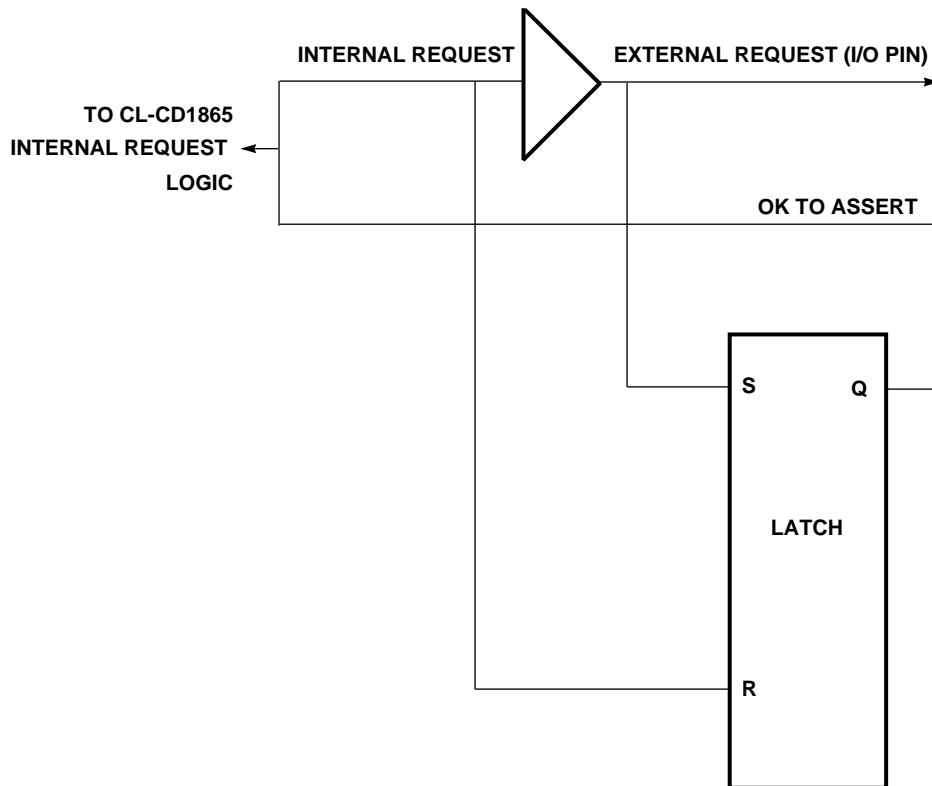 INTERNAL REQUEST
EXTERNAL REQUEST (I/O PIN)
TO CL-CD1865
INTERNAL REQUEST
LOGIC
OK TO ASSERT
S
Q
LATCH
R